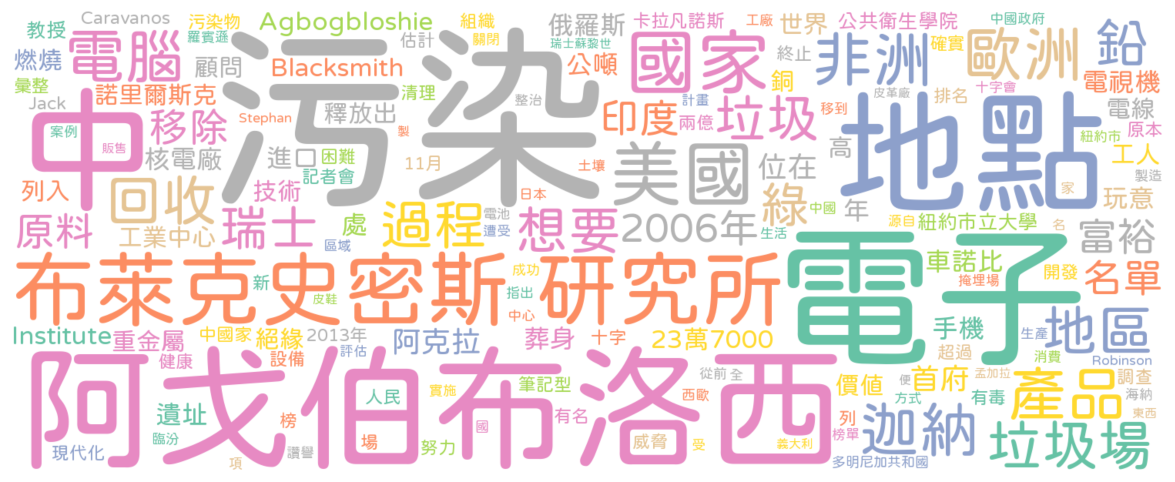 Caravanos 污染物 Agbogbloshie 組織 俄羅斯 卡拉凡諾斯 工廠 世界 公共衛生學院 中國政府
教授 羅賓遜 估計 關閉 瑞士蘇黎世 終止 確實 鉛
燃燒 電腦 顧問 Blacksmith 公噸 國家 銅 非洲 歐洲
彙整 諾里爾斯克 清理 計畫 皮革廠 排名 十字會 電視機
Jack 釋放出 整治 印度 兩億 垃圾 移到 電線
案例 中 移除 Stephan 污染 製 紐約市 原本
販售 核電廠 進口 困難 11月 土壤 美國 位在 高 地點 工人
列入 回收 技術 記者會 日本 家 製造
原料 工業中心 瑞士 處 過程 電池 想要 2006年 綠 年 中國 源自 紐約市立大學 名 玩意
區域 遭受 生活 富裕
布萊克史密斯 研究所 電子 車諾比 開發 名單
新 皮鞋 成功 指出 掩埋場
Institute 重金屬 中國家 絕緣 2013年 阿克拉 中心 葬身 十字 23萬7000 手機 生產 地區
健康 設備 評估 超過 消費 Robinson
阿戈伯布洛西 人民 實施 筆記型 西歐 從前 全 價值 便 首府 孟加拉 產品 調查
遺址 榜 有名 列 方式 有毒 海納
臨汾 讚譽 場 國 努力 威脅 受 榜單 迦納 東西
現代化 項 義大利 多明尼加共和國 垃圾場